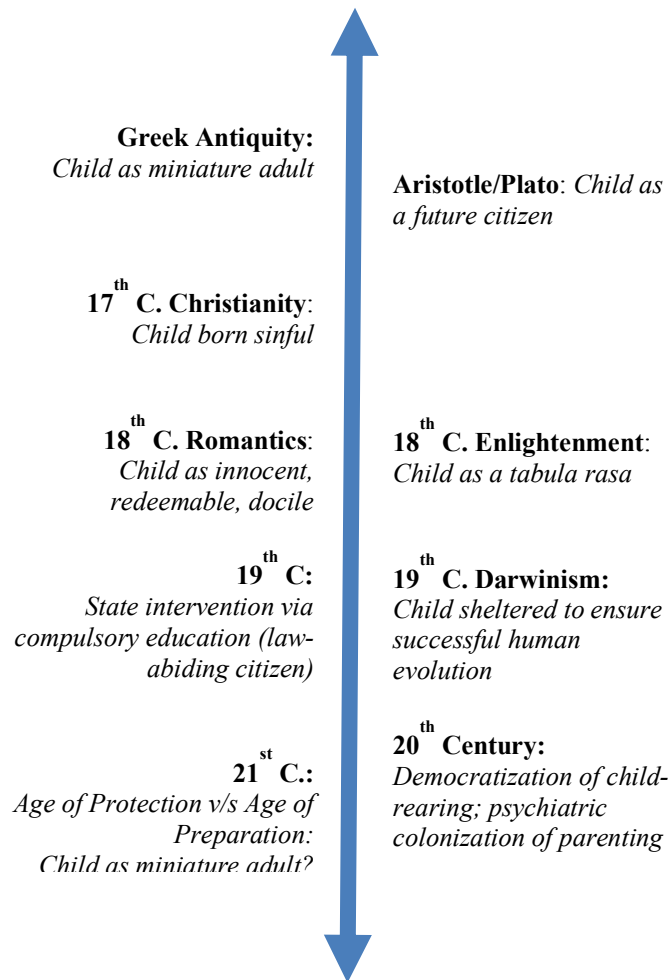 Greek Antiquity:
Child as miniature adult
Aristotle/Plato: Child as
a future citizen
17th C. Christianity:
Child born sinful
18th C. Romantics:
Child as innocent,
redeemable, docile
18th C. Enlightenment:
Child as a tabula rasa
19th C:
State intervention via
compulsory education (law-
abiding citizen)
19th C. Darwinism:
Child sheltered to ensure
successful human
evolution
20th Century:
Democratization of child-
rearing; psychiatric
colonization of parenting
21st C.:
Age of Protection v/s Age of
Preparation:
Child as miniature adult?